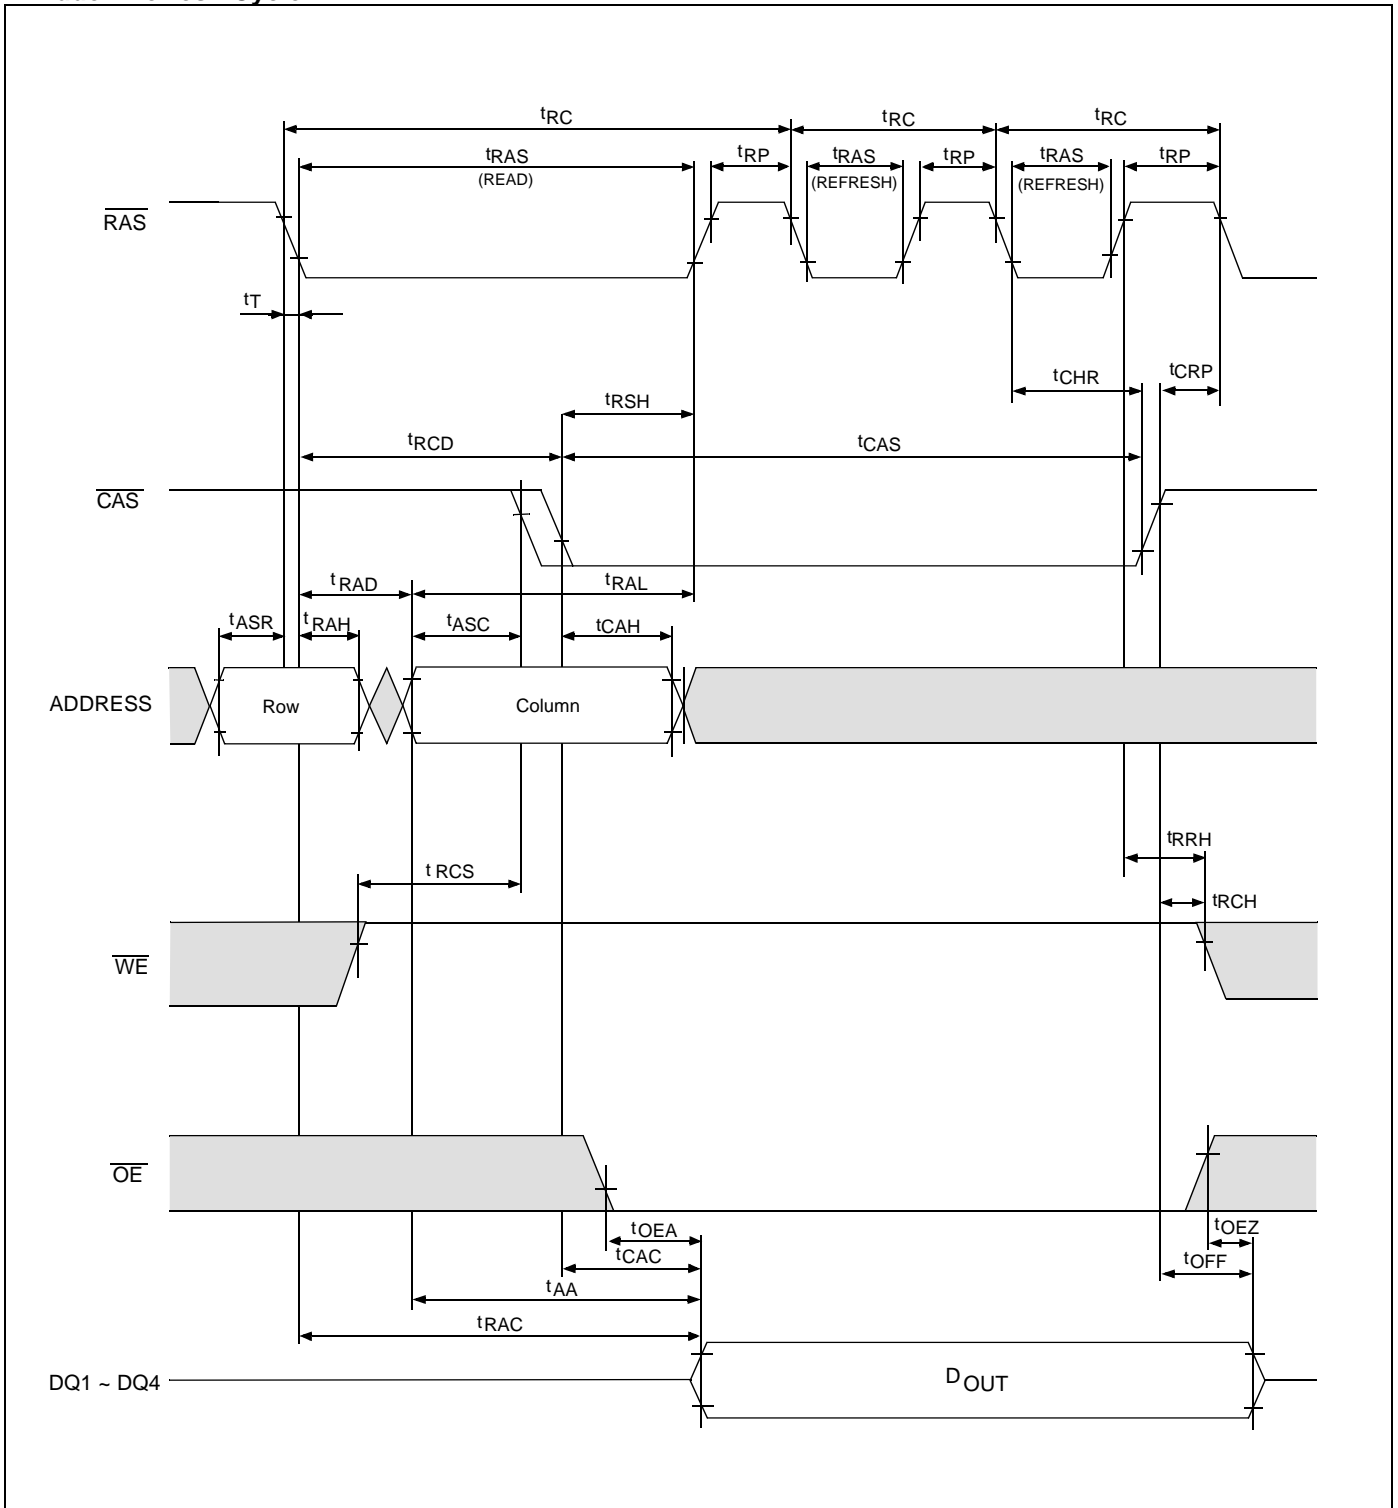 tRC tRC tRC
tRAS tRP tRAS tRP tRAS tRP
(READ) (REFRESH) (REFRESH)
RAS
tT
tCHR tCRP
tRSH
tRCD tCAS
CAS
tRAD tRAL
tASR tRAH tASC tCAH
ADDRESS Row Column
tRRH
tRCS
tRCH
WE
OE
tOEA tOEZ
tCAC tOFF
tAA
tRAC
DQ1 ~ DQ4 DOUT